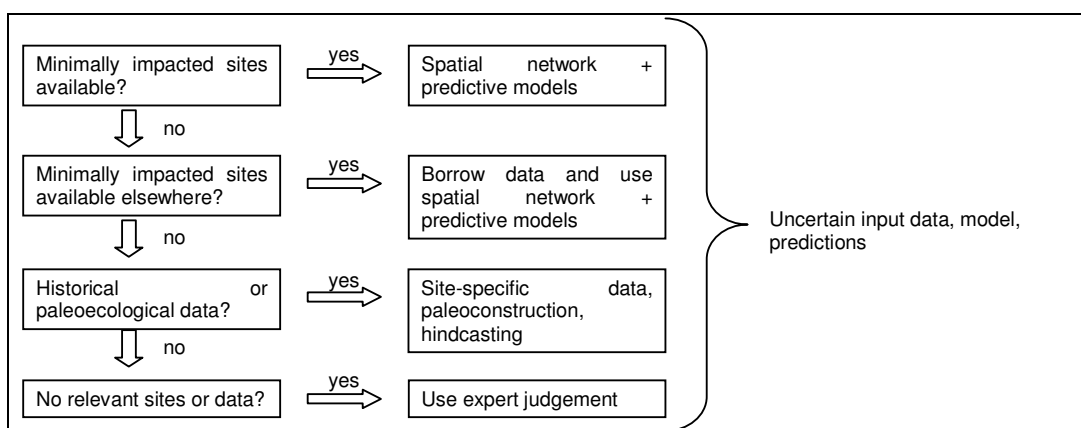 Minimally impacted sites
available?
yes
Spatial network +
predictive models
no
Minimally impacted sites
available elsewhere?
yes
Borrow data and use
spatial network +
predictive models
no
Historical or
paleoecological data?
yes
Site-specific data,
paleoconstruction,
hindcasting
no
No relevant sites or data?
yes
Use expert judgement
Uncertain input data, model,
predictions